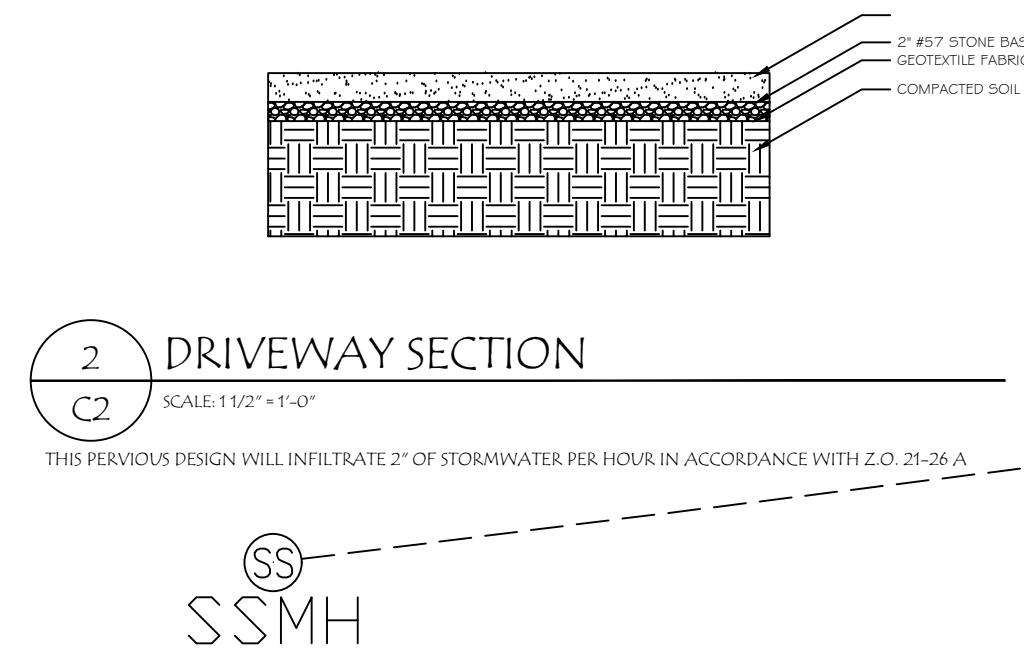 2" #57 STONE BAS
GEOTEXTILE FABRIC
COMPACTED SOIL
2
DRIVEWAY SECTION
C2
SCALE: 1 1/2" = 1'-0"
THIS PERVIOUS DESIGN WILL INFILTRATE 2" OF STORMWATER PER HOUR IN ACCORDANCE WITH Z.O. 21-26 A
SS
SSMH